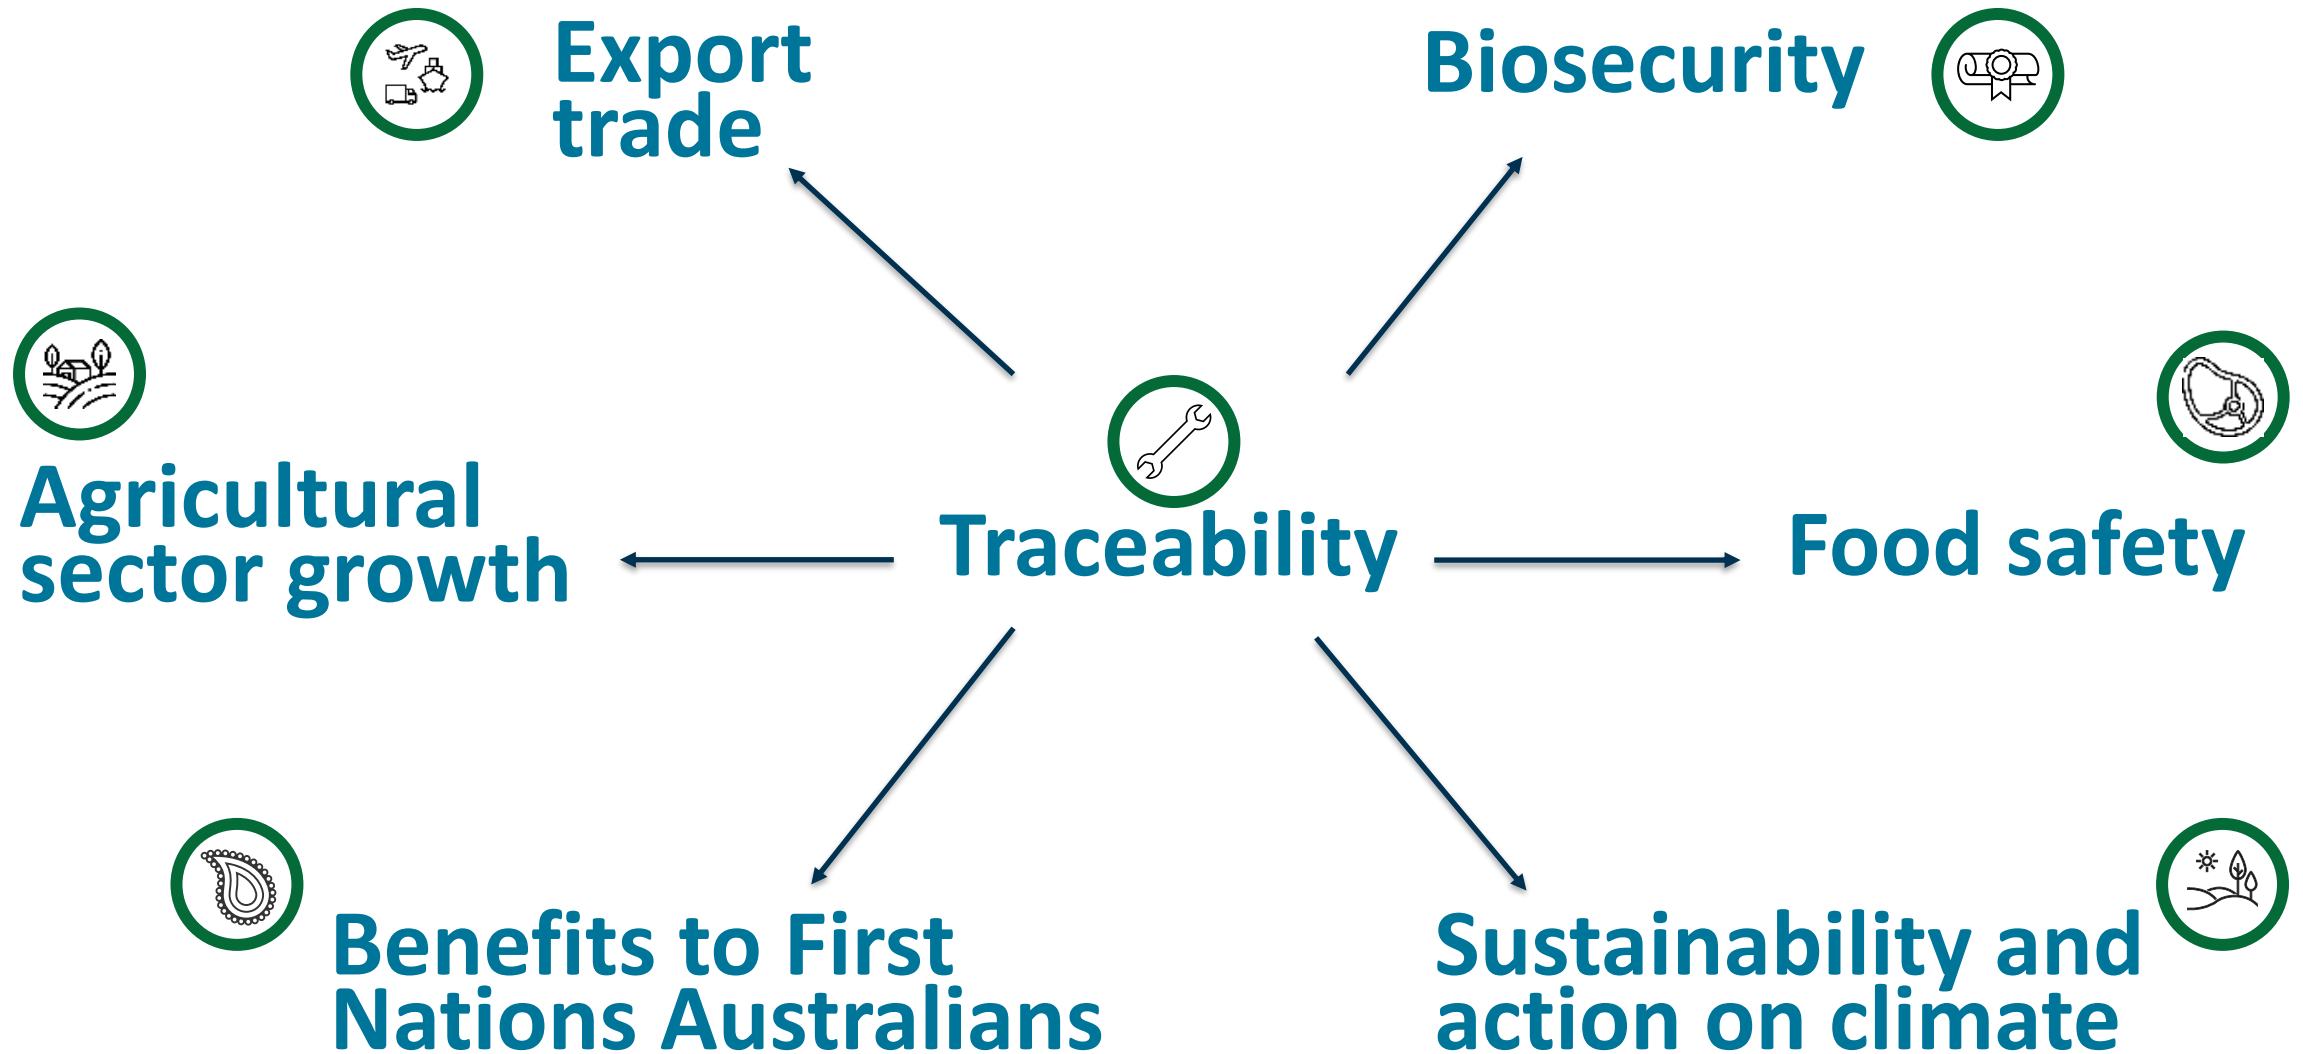 Export
trade
Biosecurity
Agricultural
sector growth
Traceability
Food safety
Benefits to First
Nations Australians
Sustainability and
action on climate